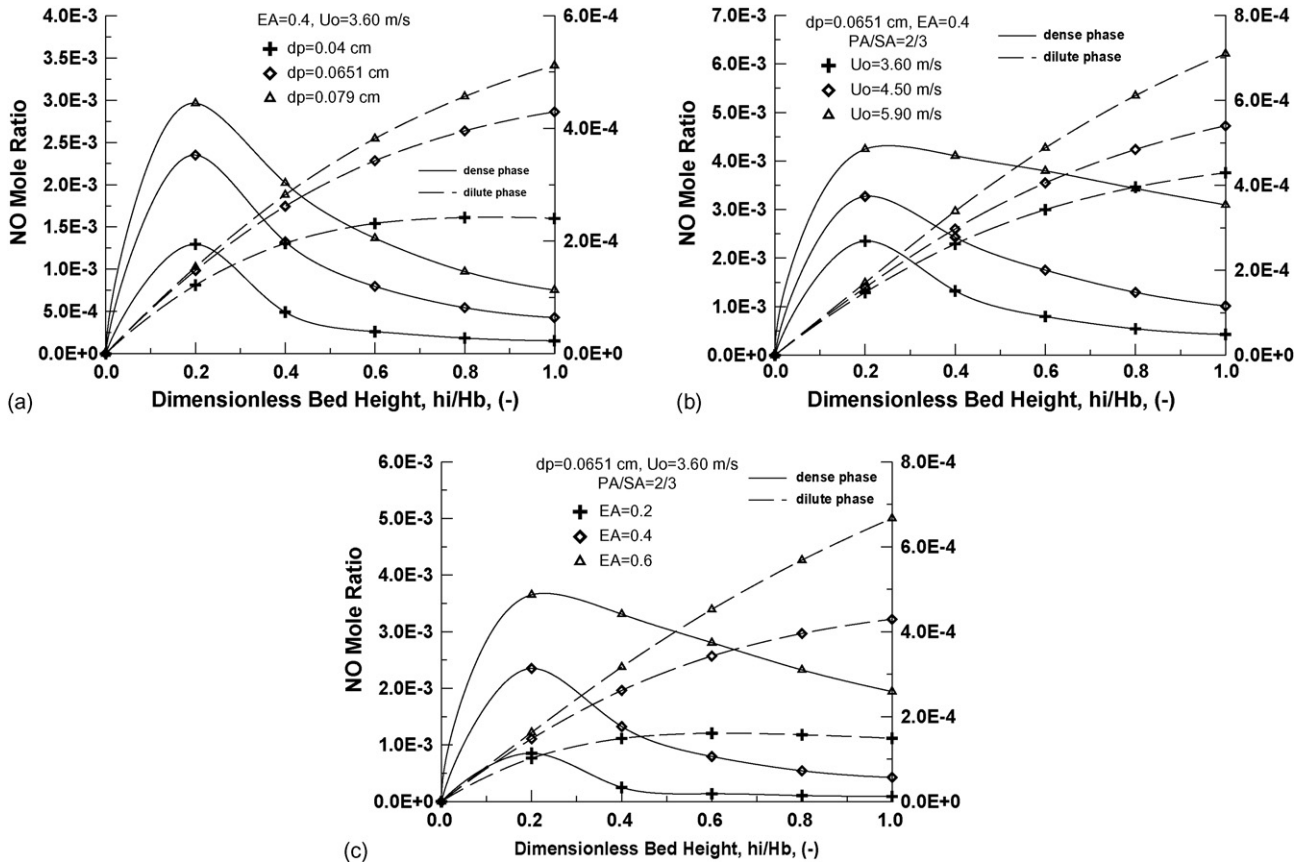 EA=0.4, Uo=3.60 m/s
dp=0.04 cm
dp=0.0651 cm
dp=0.079 cm
dense phase
dilute phase
NO Mole Ratio
4.0E-3
3.5E-3
3.0E-3
2.5E-3
2.0E-3
1.5E-3
1.0E-3
5.0E-4
0.0E+0
6.0E-4
4.0E-4
2.0E-4
0.0E+0
0.0 0.2 0.4 0.6 0.8 1.0
(a) Dimensionless Bed Height, hi/Hb, (-)
dp=0.0651 cm, EA=0.4
PA/SA=2/3
Uo=3.60 m/s
Uo=4.50 m/s
Uo=5.90 m/s
dense phase
dilute phase
NO Mole Ratio
7.0E-3
6.0E-3
5.0E-3
4.0E-3
3.0E-3
2.0E-3
1.0E-3
0.0E+0
8.0E-4
6.0E-4
4.0E-4
2.0E-4
0.0E+0
0.0 0.2 0.4 0.6 0.8 1.0
(b) Dimensionless Bed Height, hi/Hb, (-)
dp=0.0651 cm, Uo=3.60 m/s
PA/SA=2/3
EA=0.2
EA=0.4
EA=0.6
dense phase
dilute phase
NO Mole Ratio
6.0E-3
5.0E-3
4.0E-3
3.0E-3
2.0E-3
1.0E-3
0.0E+0
8.0E-4
6.0E-4
4.0E-4
2.0E-4
0.0E+0
0.0 0.2 0.4 0.6 0.8 1.0
(c) Dimensionless Bed Height, hi/Hb, (-)